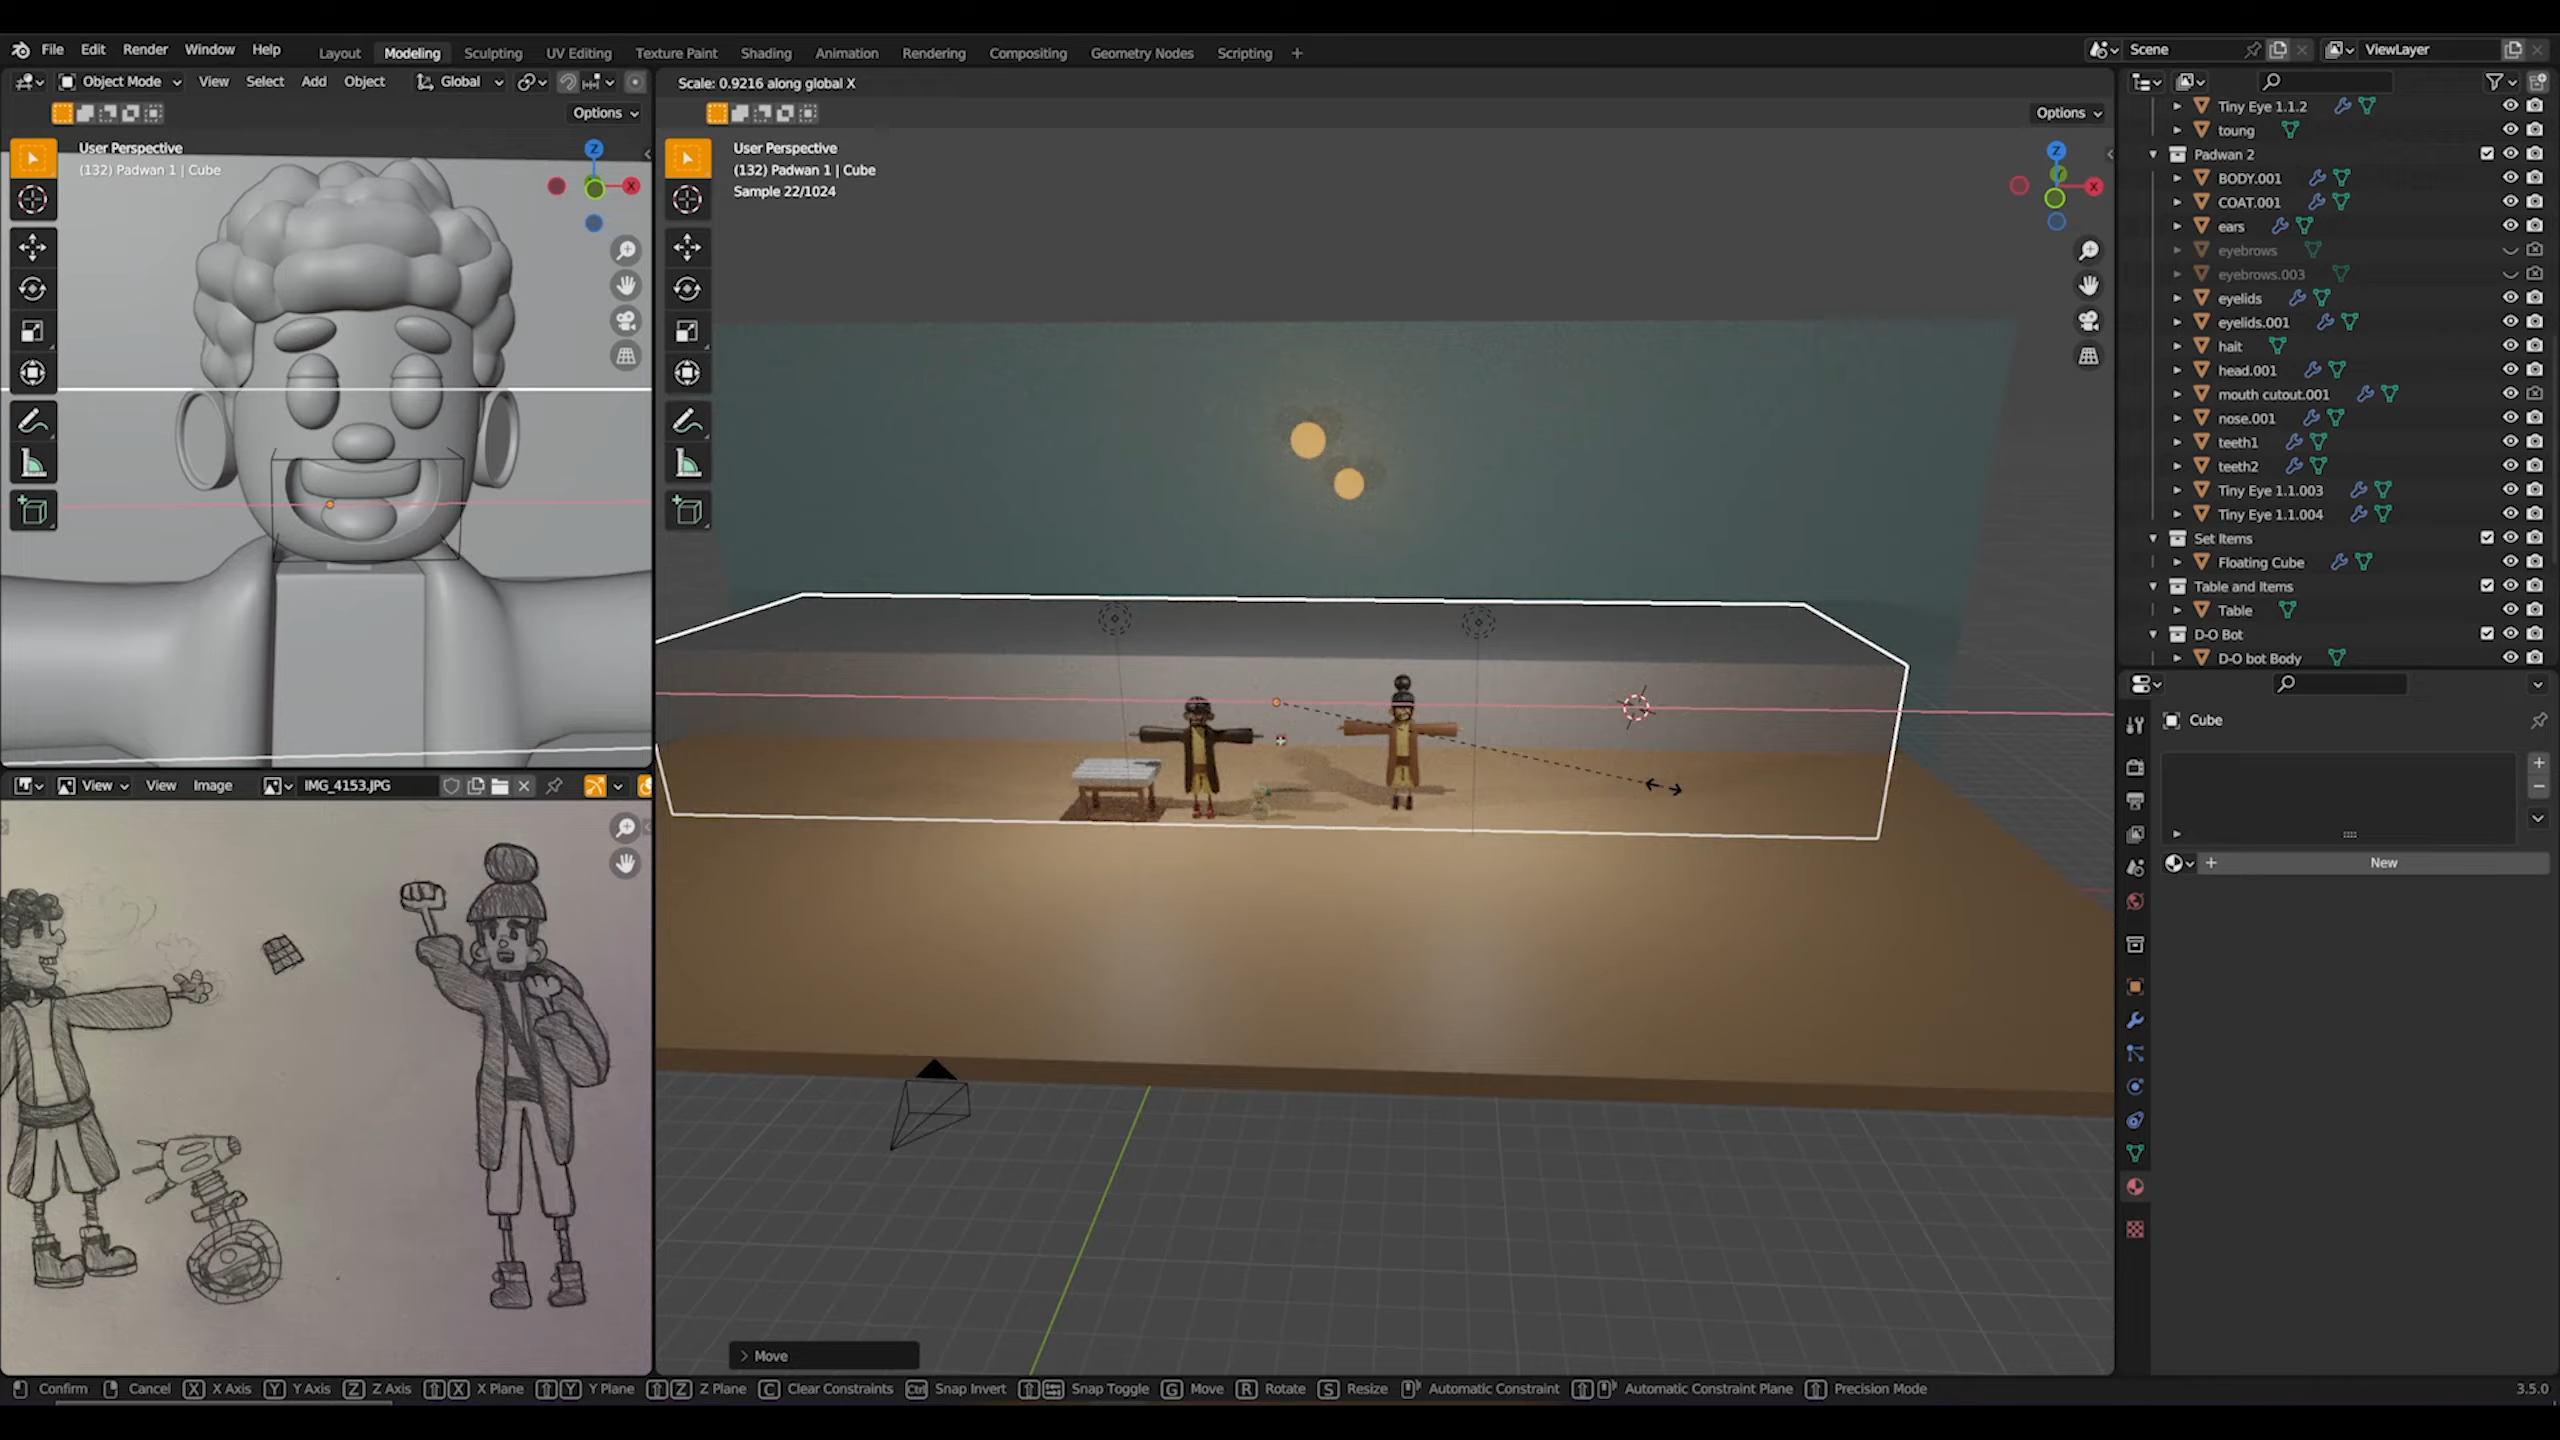 File Edit Render Window Help
Layout Modeling Sculpting UV Editing Texture Paint Shading Animation Rendering Compositing Geometry Nodes Scripting +
Scene
ViewLayer
Object Mode View Select Add Object Global
Options
User Perspective
(132) Padwan 1 | Cube
Z
X
Scale: 0.9216 along global X
Options
User Perspective
(132) Padwan 1 | Cube
Sample 22/1024
Z
Y
X
> Move
View View Image IMG_4153.JPG
Tiny Eye 1.1.2
toung
Padwan 2
BODY.001
COAT.001
ears
eyebrows
eyebrows.003
eyelids
eyelids.001
hait
head.001
mouth cutout.001
nose.001
teeth1
teeth2
Tiny Eye 1.1.003
Tiny Eye 1.1.004
Set Items
Floating Cube
Table and Items
Table
D-O Bot
D-O bot Body
Cube
+ New
Confirm Cancel X X Axis Y Y Axis Z Z Axis X X Plane Y Y Plane Z Z Plane C Clear Constraints Ctrl Snap Invert Snap Toggle G Move R Rotate S Resize Automatic Constraint Automatic Constraint Plane Precision Mode 3.5.0